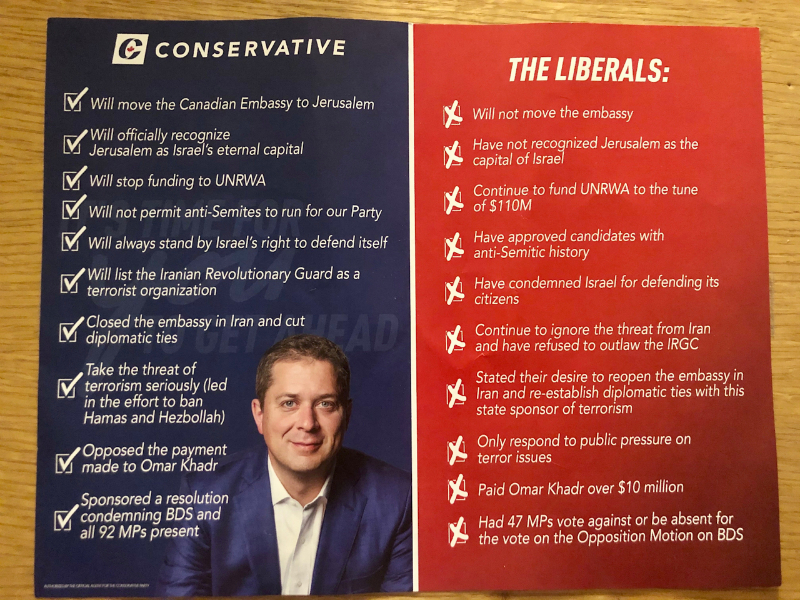 CONSERVATIVE
Will move the Canadian Embassy to Jerusalem
Will officially recognize
Jerusalem as Israel's eternal capital
Will stop funding to UNRWA
Will not permit anti-Semites to run for our Party
Will always stand by Israel's right to defend itself
Will list the Iranian Revolutionary Guard as a
terrorist organization
Closed the embassy in Iran and cut
diplomatic ties
Take the threat of
terrorism seriously (led
in the effort to ban
Hamas and Hezbollah)
Opposed the payment
made to Omar Khadr
Sponsored a resolution
condemning BDS and
all 92 MPs present
TIME FOR
YOU
TO GET AHEAD
THE LIBERALS:
Will not move the embassy
Have not recognized Jerusalem as the
capital of Israel
Continue to fund UNRWA to the tune
of $110M
Have approved candidates with
anti-Semitic history
Have condemned Israel for defending its
citizens
Continue to ignore the threat from Iran
and have refused to outlaw the IRGC
Stated their desire to reopen the embassy in
Iran and re-establish diplomatic ties with this
state sponsor of terrorism
Only respond to public pressure on
terror issues
Paid Omar Khadr over $10 million
Had 47 MPs vote against or be absent for
the vote on the Opposition Motion on BDS